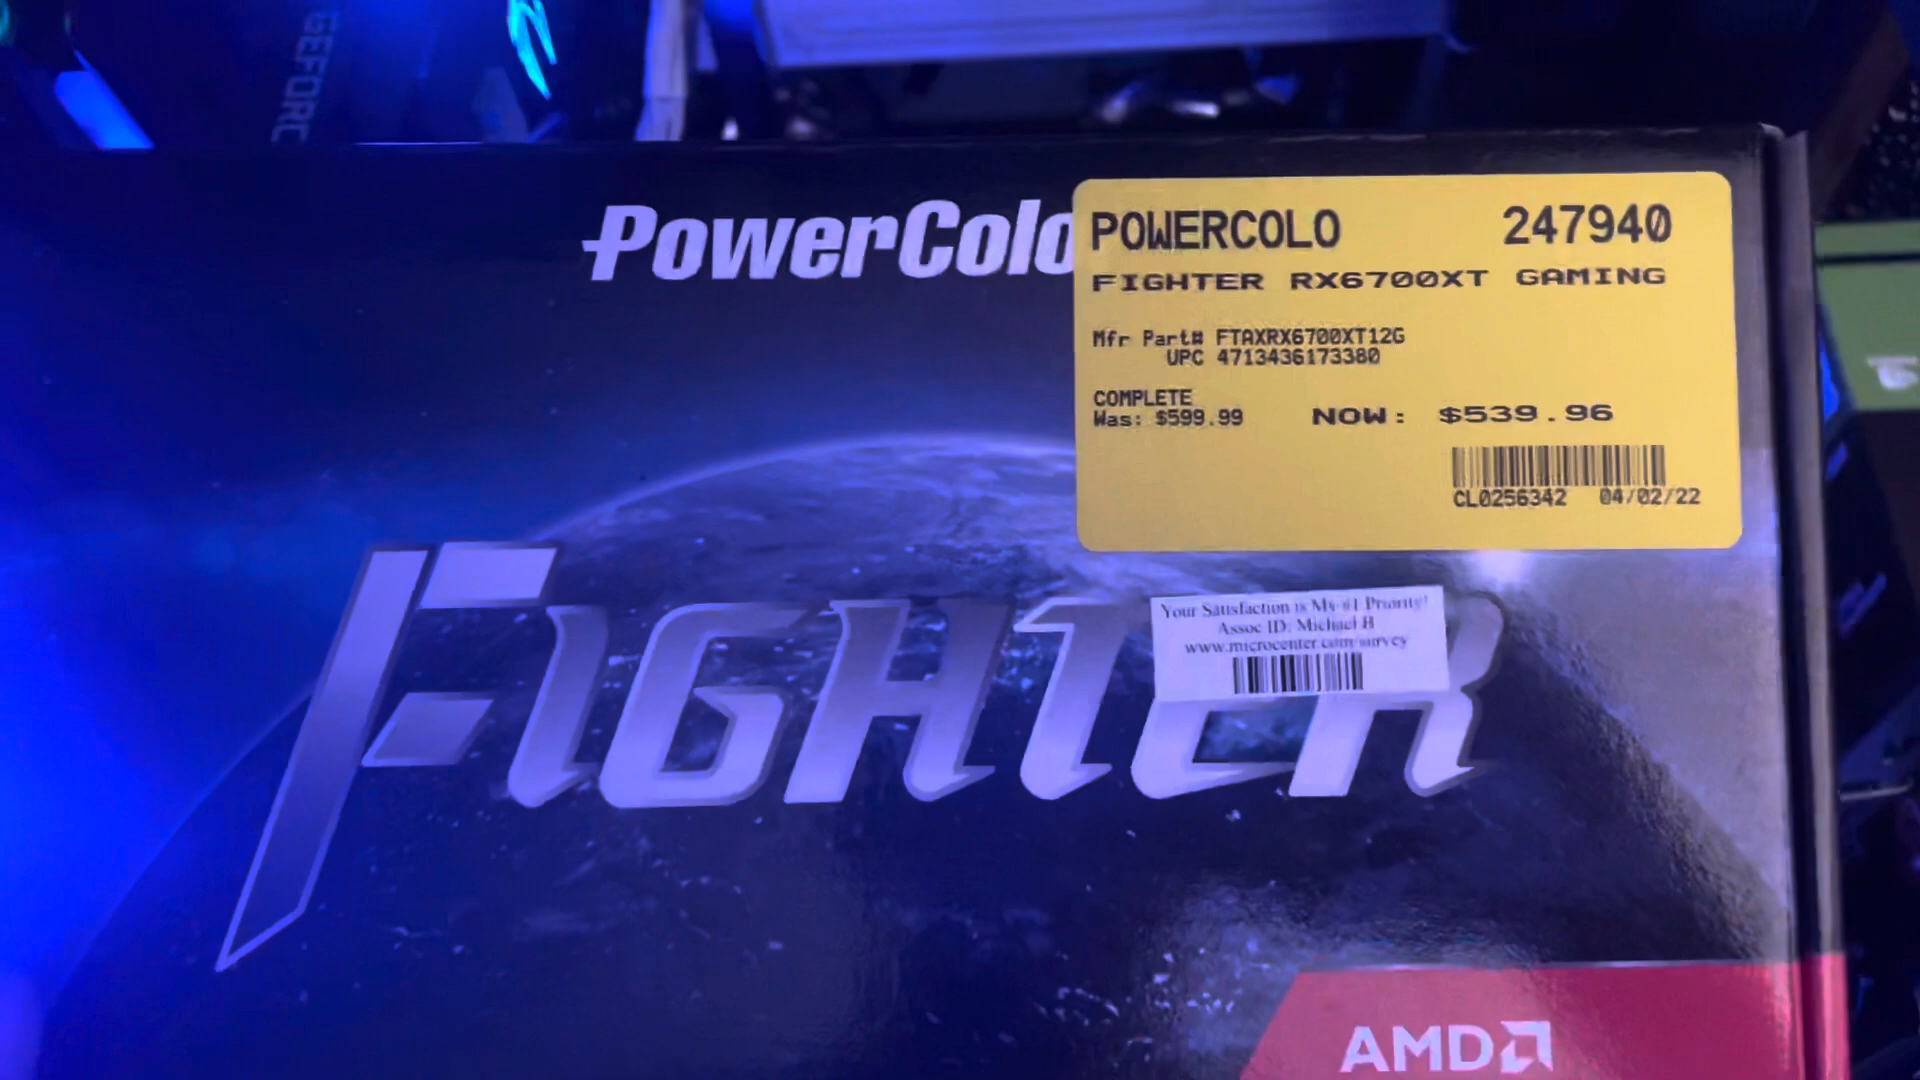 GEFORC
PowerColo
POWERCOLO 247940
FIGHTER RX6700XT GAMING
Mfr Part# FTAXRX6700XT12G
UPC 4713436173380
COMPLETE
Was: $599.99 NOW: $539.96
CL0256342 04/02/22
Your Satisfaction is My #1 Priority!
Assoc ID: Michael H
www.microcenter.com/survey
FIGHTER
AMD